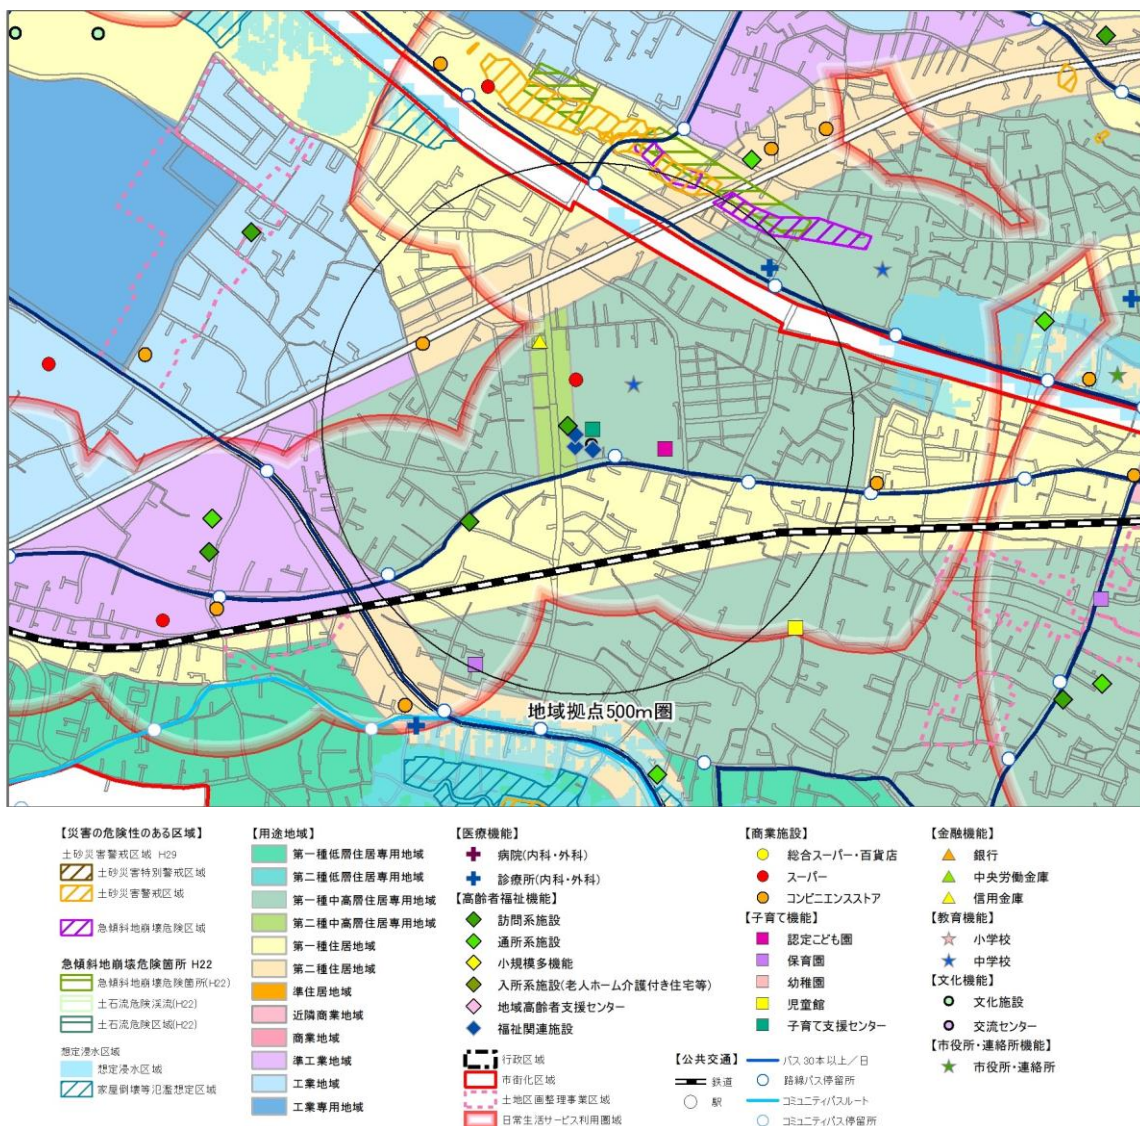 地域拠点500m圏
【災害の危険性のある区域】
土砂災害警戒区域 H29
土砂災害特別警戒区域
土砂災害警戒区域
急傾斜地崩壊危険区域
急傾斜地崩壊危険箇所 H22
急傾斜地崩壊危険箇所(H22)
土石流危険渓流(H22)
土石流危険区域(H22)
想定浸水区域
想定浸水区域
家屋倒壊等氾濫想定区域
【用途地域】
第一種低層住居専用地域
第二種低層住居専用地域
第一種中高層住居専用地域
第二種中高層住居専用地域
第一種住居地域
第二種住居地域
準住居地域
近隣商業地域
商業地域
準工業地域
工業地域
工業専用地域
【医療機能】
病院(内科・外科)
診療所(内科・外科)
【高齢者福祉機能】
訪問系施設
通所系施設
小規模多機能
入所系施設(老人ホーム介護付き住宅等)
地域高齢者支援センター
福祉関連施設
行政区域
市街化区域
土地区画整理事業区域
日常生活サービス利用圏域
【商業施設】
総合スーパー・百貨店
スーパー
コンビニエンスストア
【子育て機能】
認定こども園
保育園
幼稚園
児童館
子育て支援センター
【公共交通】
鉄道
駅
バス30本以上/日
路線バス停留所
コミュニティバスルート
コミュニティバス停留所
【金融機能】
銀行
中央労働金庫
信用金庫
【教育機能】
小学校
中学校
【文化機能】
文化施設
交流センター
【市役所・連絡所機能】
市役所・連絡所